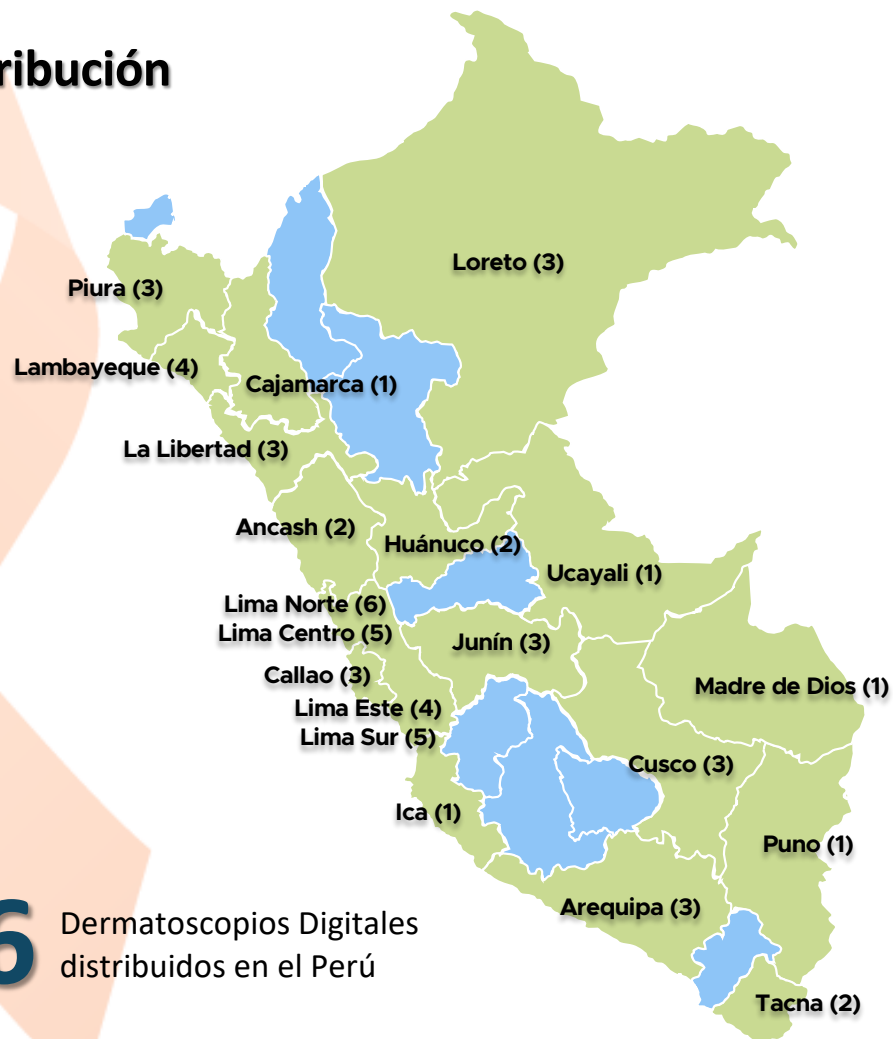 ribución
Loreto (3)
Piura (3)
Lambayeque (4)
Cajamarca (1)
La Libertad (3)
Ancash (2)
Huánuco (2)
Ucayali (1)
Lima Norte (6)
Lima Centro (5)
Junín (3)
Callao (3)
Madre de Dios (1)
Lima Este (4)
Lima Sur (5)
Cusco (3)
Ica (1)
Puno (1)
Arequipa (3)
6 Dermatoscopios Digitales
distribuidos en el Perú
Tacna (2)